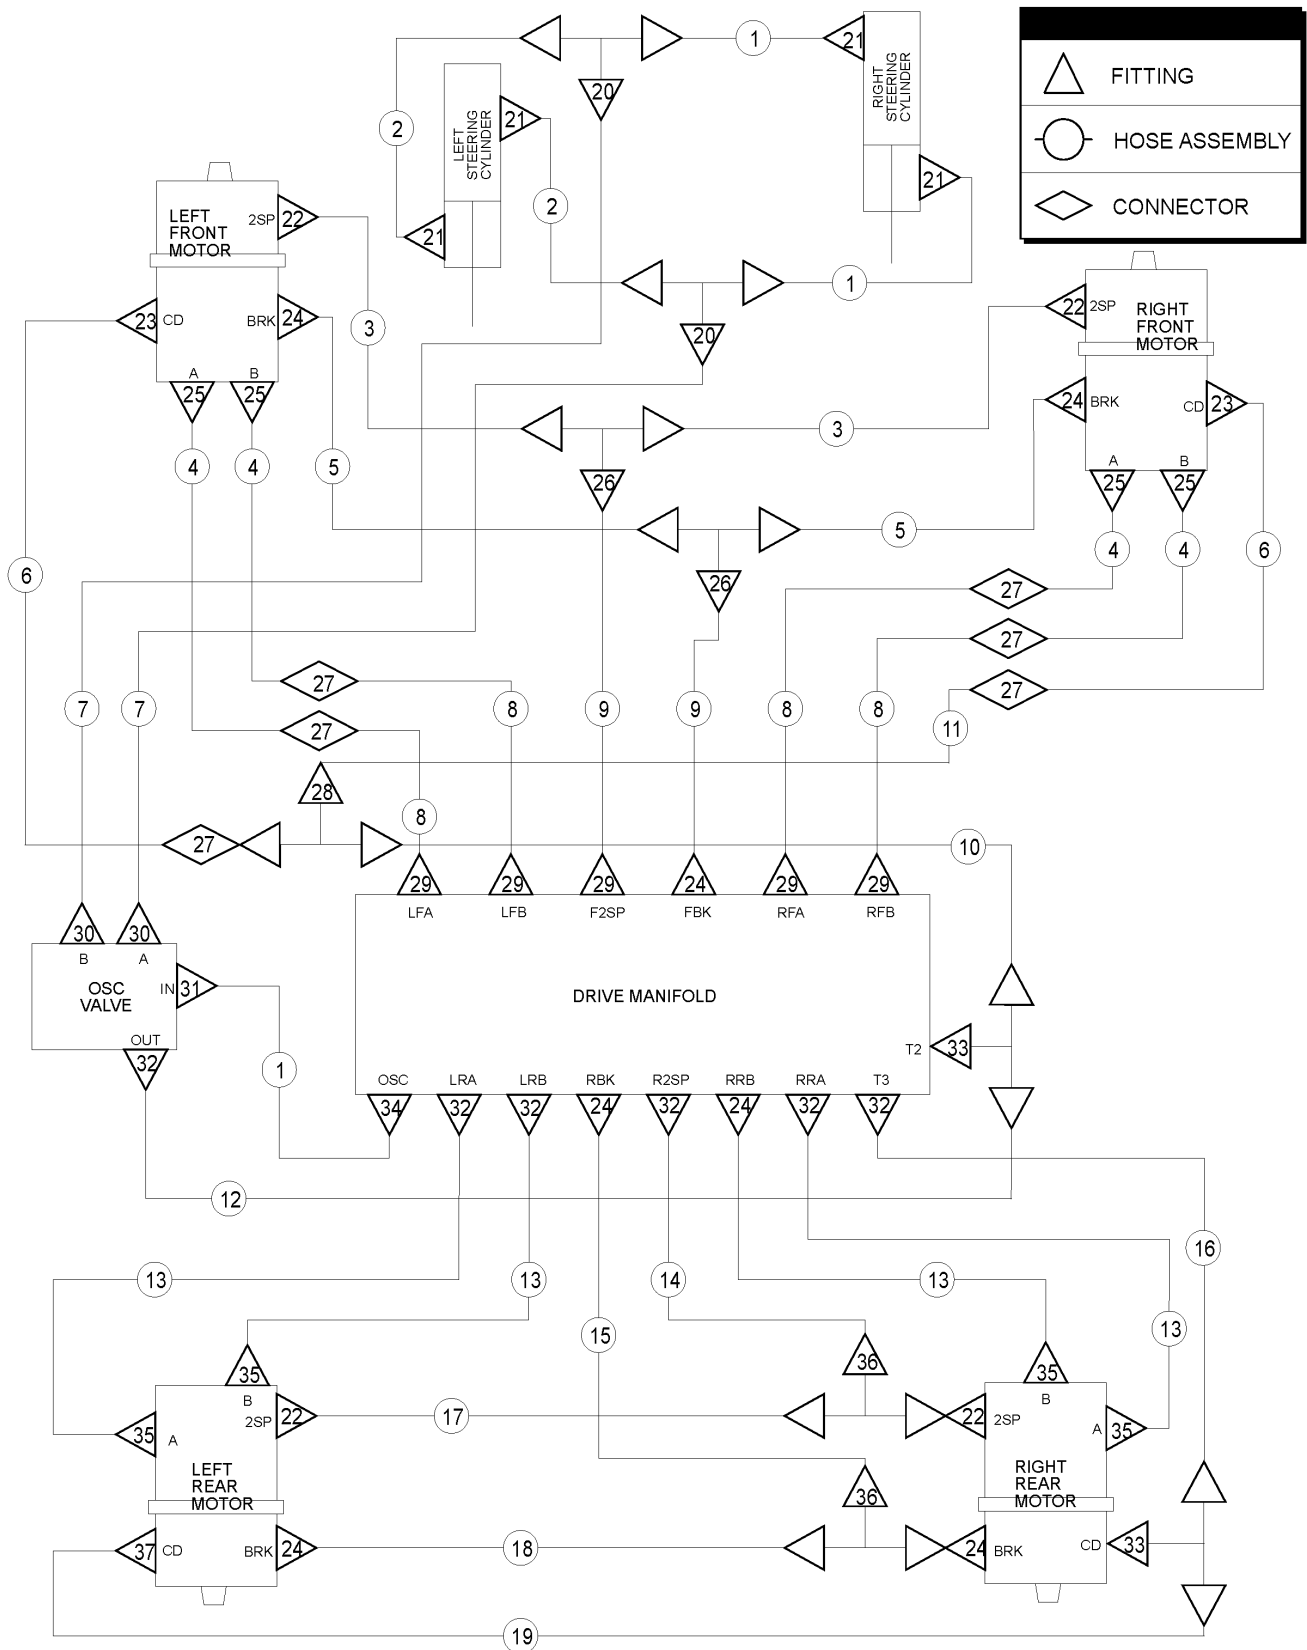 FITTING
HOSE ASSEMBLY
CONNECTOR
1
21
RIGHT
STEERING
CYLINDER
20
2
21
LEFT
STEERING
CYLINDER
21
2
21
1
20
LEFT
FRONT
MOTOR
2SP
22
23
CD
BRK
24
3
A
B
25
25
4
4
5
22
2SP
RIGHT
FRONT
MOTOR
24
BRK
CD
23
A
B
25
25
3
26
5
26
4
4
6
6
27
27
27
27
27
7
7
8
9
9
8
8
11
28
8
27
10
29
29
29
24
29
29
LFA
LFB
F2SP
FBK
RFA
RFB
30
30
B
A
OSC
VALVE
IN
31
OUT
32
1
DRIVE MANIFOLD
T2
33
OSC
LRA
LRB
RBK
R2SP
RRB
RRA
T3
34
32
32
24
32
24
32
32
12
16
13
13
14
13
13
15
36
35
B
2SP
22
35
A
17
LEFT
REAR
MOTOR
37
CD
BRK
24
18
36
35
B
22
2SP
A
35
RIGHT
REAR
MOTOR
24
BRK
CD
33
19